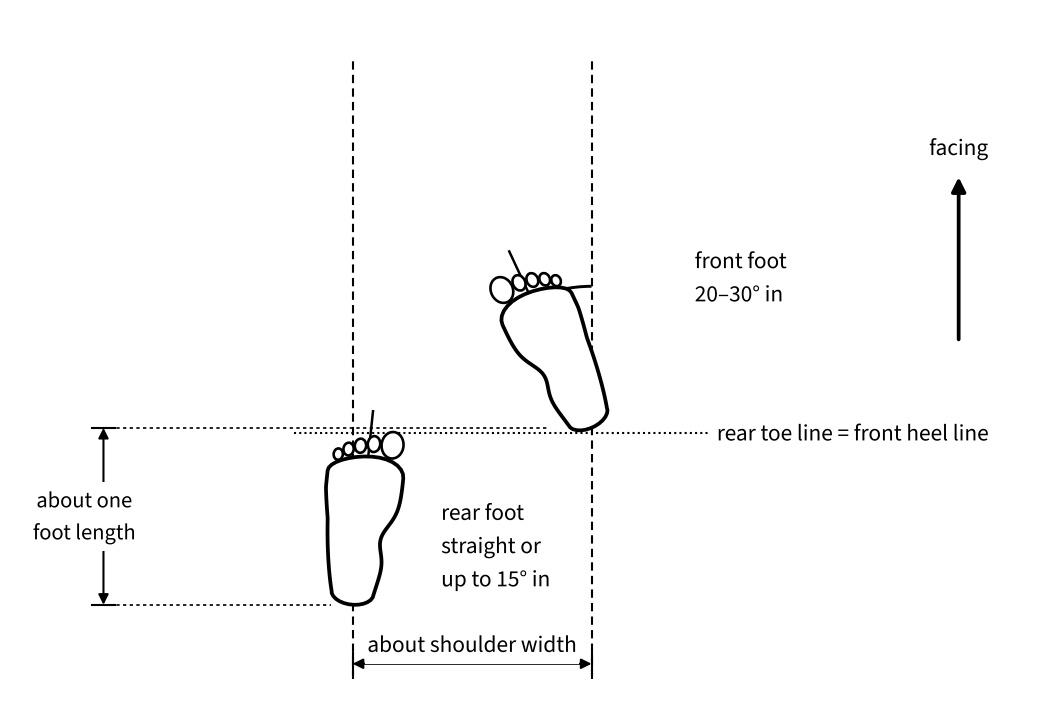 facing
front foot
20–30° in
rear toe line = front heel line
about one
foot length
rear foot
straight or
up to 15° in
about shoulder width